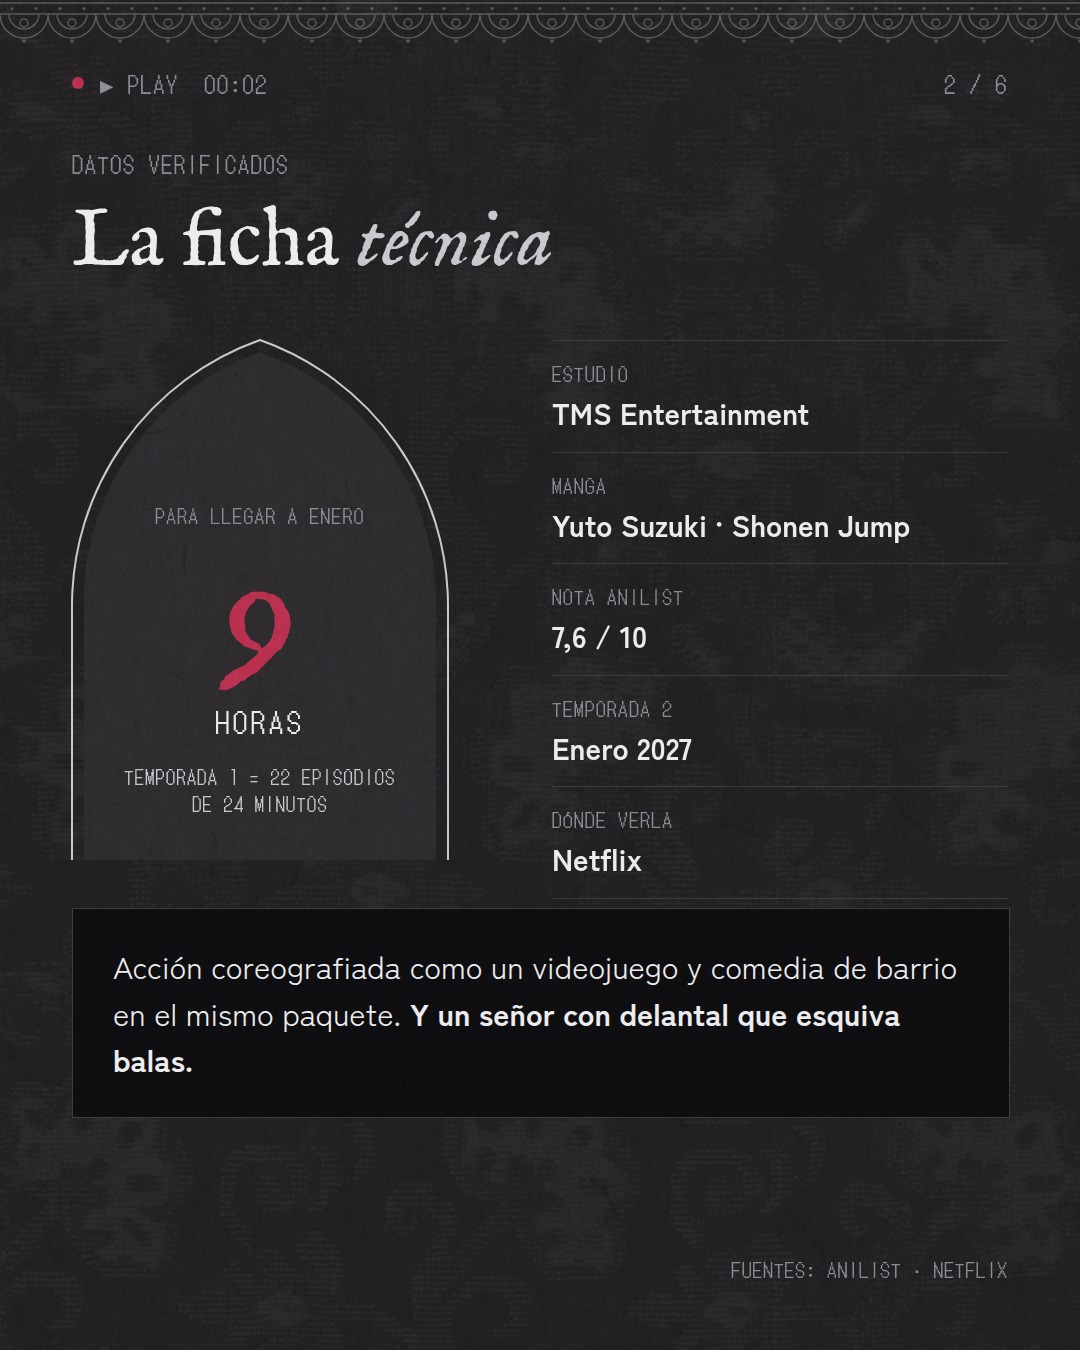 ▶ PLAY 00:02
2 / 6
DATOS VERIFICADOS
La ficha técnica
PARA LLEGAR A ENERO
9
HORAS
TEMPORADA 1 = 22 EPISODIOS
DE 24 MINUTOS
ESTUDIO
TMS Entertainment
MANGA
Yuto Suzuki · Shonen Jump
NOTA ANILIST
7,6 / 10
TEMPORADA 2
Enero 2027
DÓNDE VERLA
Netflix
Acción coreografiada como un videojuego y comedia de barrio
en el mismo paquete. Y un señor con delantal que esquiva
balas.
FUENTES: ANILIST · NETFLIX